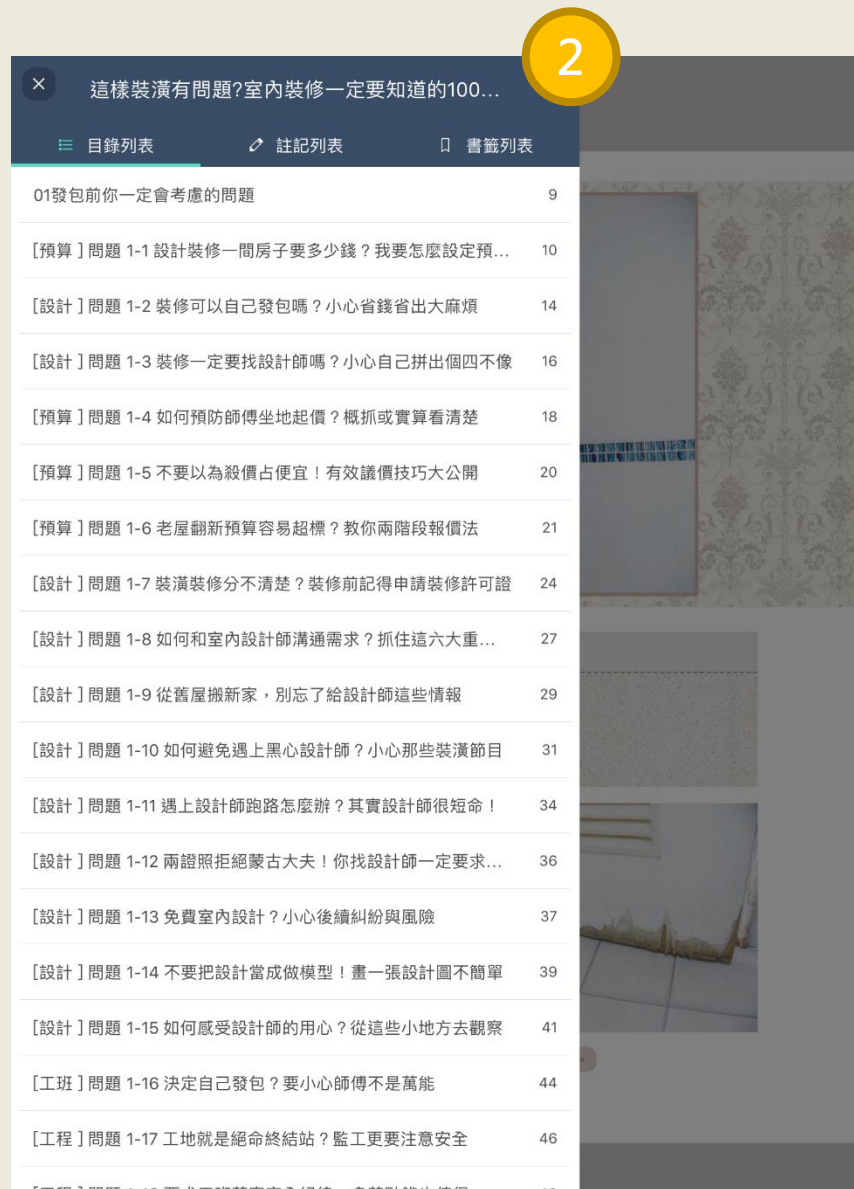 2
這樣裝潢有問題?室內裝修一定要知道的100...
目錄列表 註記列表 書籤列表
01發包前你一定會考慮的問題 9
[預算]問題 1-1 設計裝修一間房子要多少錢？我要怎麼設定預... 10
[設計]問題 1-2 裝修可以自己發包嗎？小心省錢省出大麻煩 14
[設計]問題 1-3 裝修一定要找設計師嗎？小心自己拼出個四不像 16
[預算]問題 1-4 如何預防師傅坐地起價？概抓或實算看清楚 18
[預算]問題 1-5 不要以為殺價占便宜！有效議價技巧大公開 20
[預算]問題 1-6 老屋翻新預算容易超標？教你兩階段報價法 21
[設計]問題 1-7 裝潢裝修分不清楚？裝修前記得申請裝修許可證 24
[設計]問題 1-8 如何和室內設計師溝通需求？抓住這六大重... 27
[設計]問題 1-9 從舊屋搬新家，別忘了給設計師這些情報 29
[設計]問題 1-10 如何避免遇上黑心設計師？小心那些裝潢節目 31
[設計]問題 1-11 遇上設計師跑路怎麼辦？其實設計師很短命！ 34
[設計]問題 1-12 兩證照拒絕蒙古大夫！你找設計師一定要求... 36
[設計]問題 1-13 免費室內設計？小心後續糾紛與風險 37
[設計]問題 1-14 不要把設計當成做模型！畫一張設計圖不簡單 39
[設計]問題 1-15 如何感受設計師的用心？從這些小地方去觀察 41
[工班]問題 1-16 決定自己發包？要小心師傅不是萬能 44
[工程]問題 1-17 工地就是絕命終結站？監工更要注意安全 46